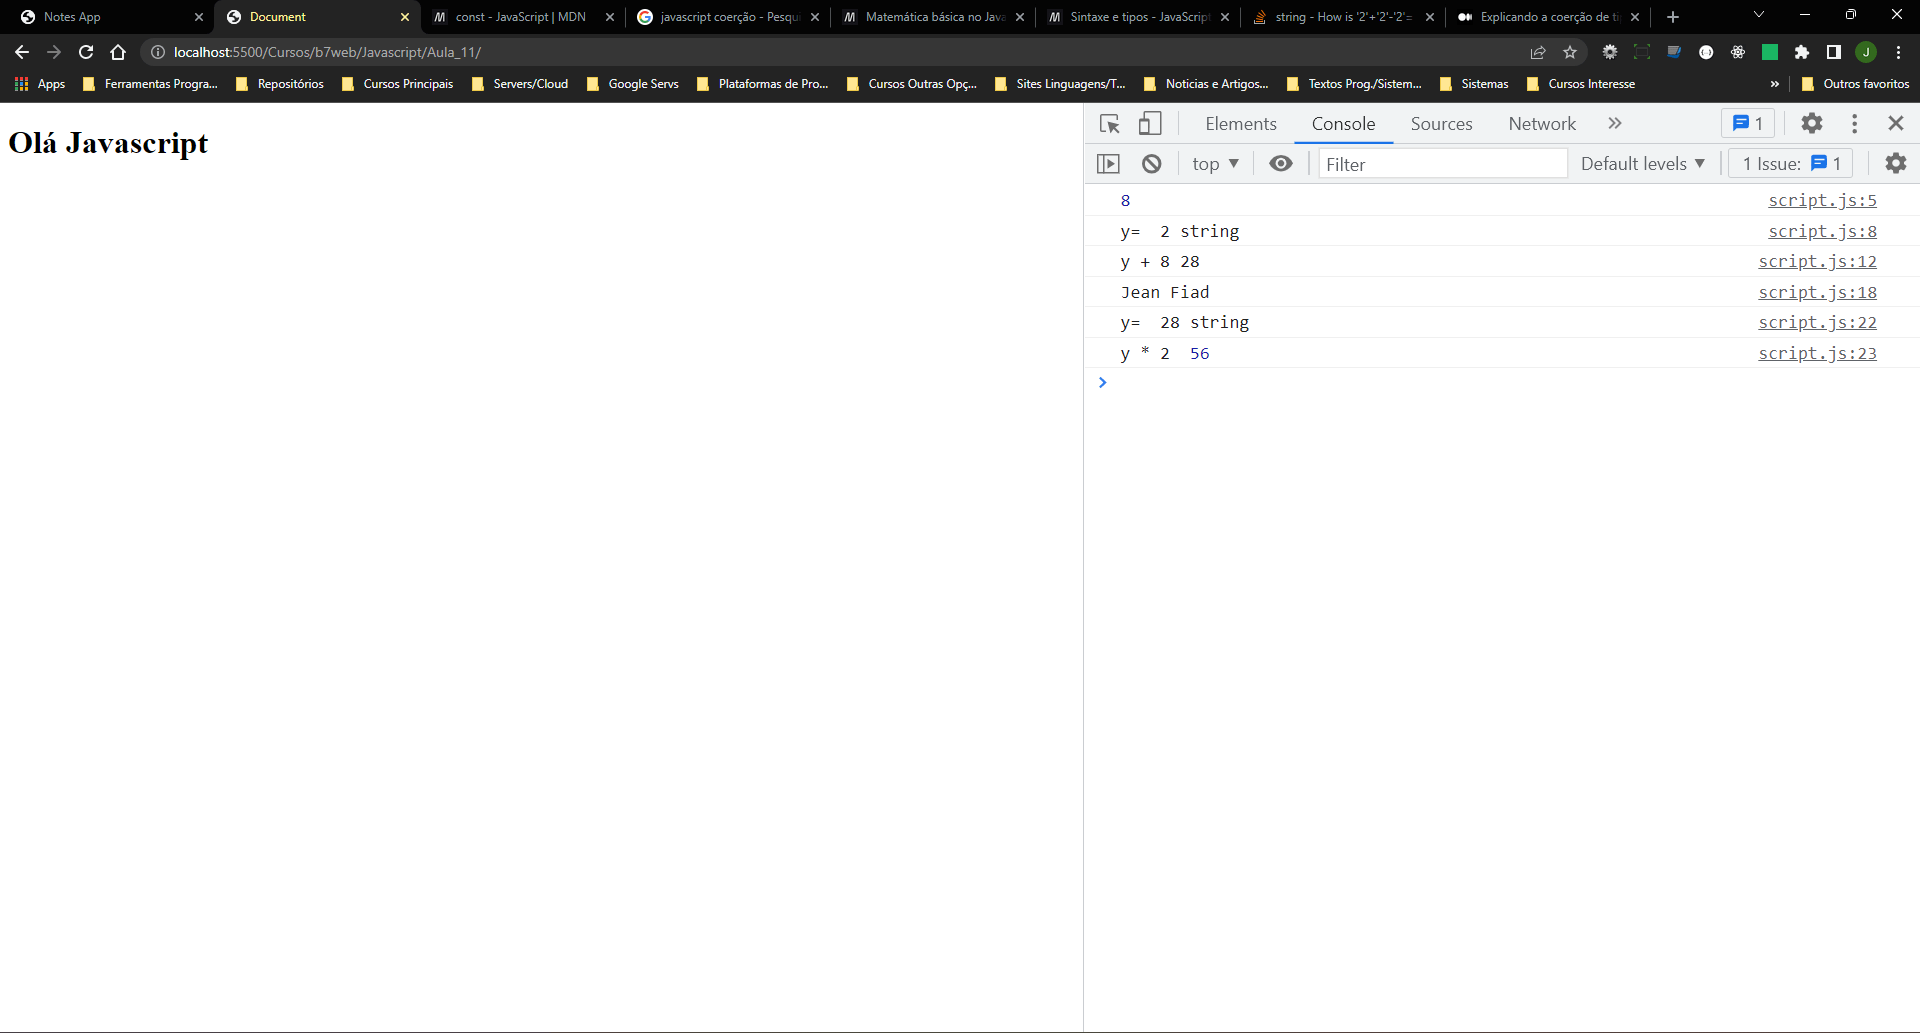 Notes App
Document
const - JavaScript | MDN
javascript coerção - Pesqui
Matemática básica no Java
Sintaxe e tipos - JavaScript
string - How is '2'+'2'-'2'=
Explicando a coerção de ti
localhost:5500/Cursos/b7web/Javascript/Aula_11/
J
Apps
Ferramentas Progra...
Repositórios
Cursos Principais
Servers/Cloud
Google Servs
Plataformas de Pro...
Cursos Outras Opç...
Sites Linguagens/T...
Noticias e Artigos...
Textos Prog./Sistem...
Sistemas
Cursos Interesse
»
Outros favoritos
Olá Javascript
Elements Console Sources Network » 1
top ▼ Filter Default levels ▼ 1 Issue: 1
8 script.js:5
y=  2 string script.js:8
y + 8 28 script.js:12
Jean Fiad script.js:18
y=  28 string script.js:22
y * 2  56 script.js:23